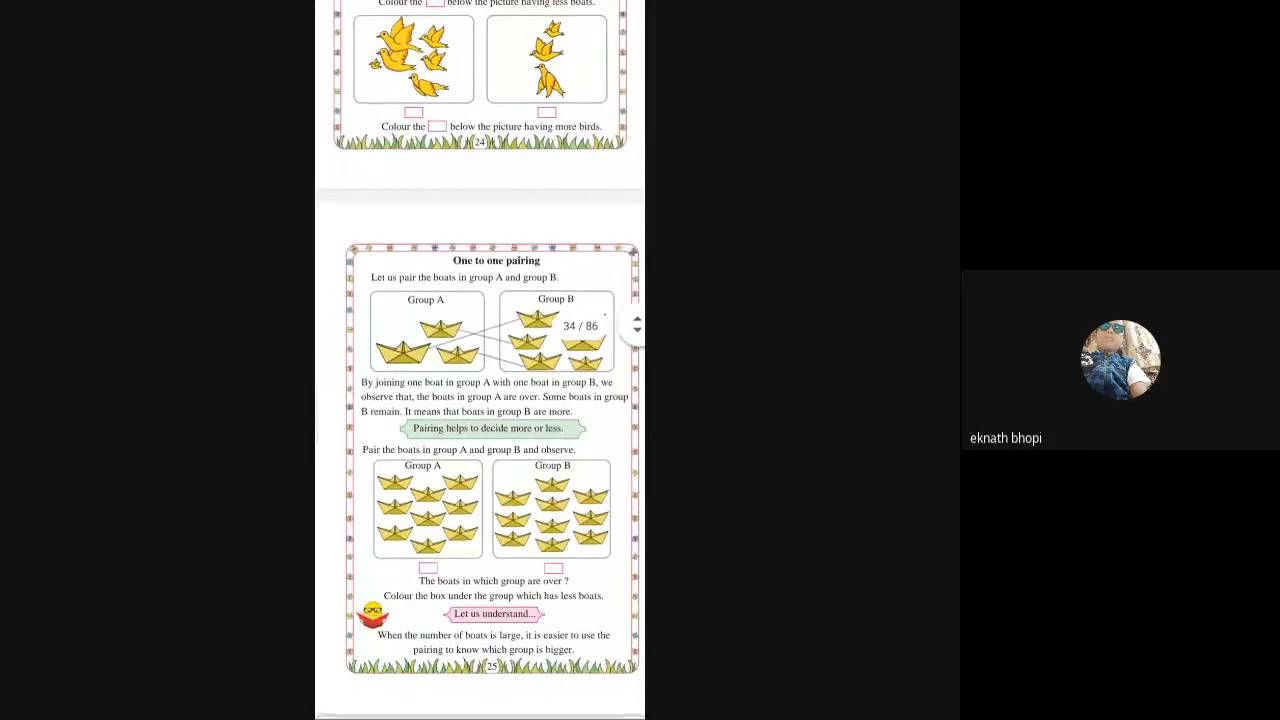 Colour the below the picture having less boats.
Colour the below the picture having more birds.
24
One to one pairing
Let us pair the boats in group A and group B.
Group A
Group B
34 / 86
By joining one boat in group A with one boat in group B, we
observe that, the boats in group A are over. Some boats in group
B remain. It means that boats in group B are more.
Pairing helps to decide more or less.
Pair the boats in group A and group B and observe.
Group A
Group B
The boats in which group are over ?
Colour the box under the group which has less boats.
Let us understand...
When the number of boats is large, it is easier to use the
pairing to know which group is bigger.
25
eknath bhopi